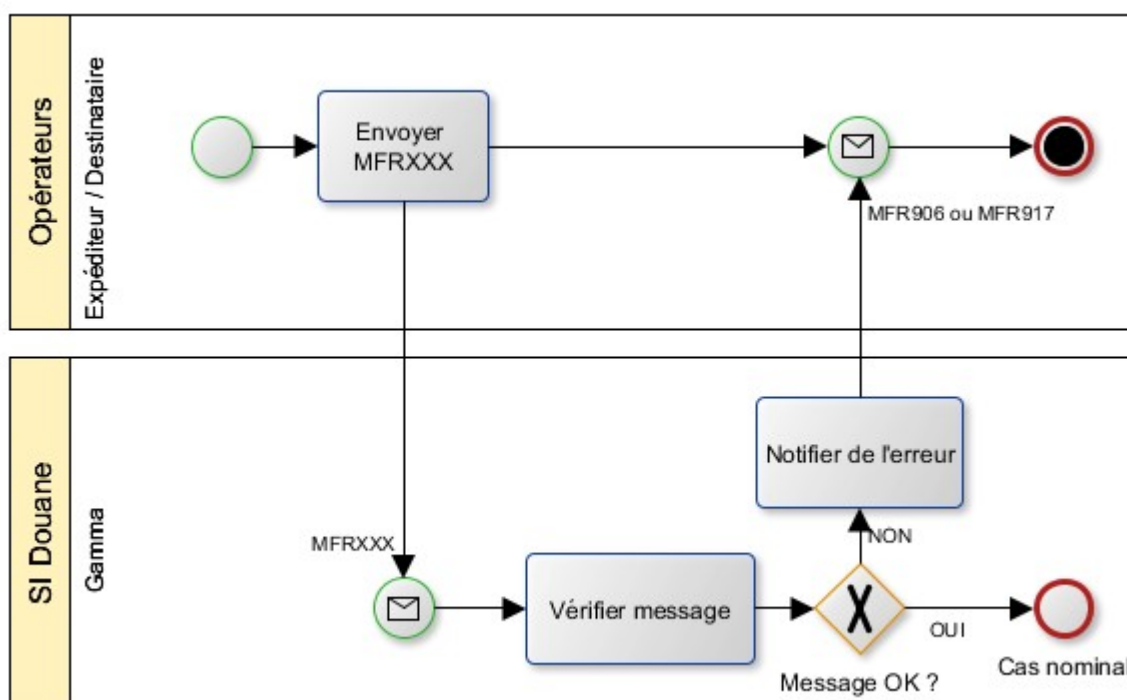 Opérateurs
Expéditeur / Destinataire
Envoyer
MFRXXX
MFR906 ou MFR917
SI Douane
Gamma
Notifier de l'erreur
NON
MFRXXX
Vérifier message
X
OUI
Message OK ?
Cas nominal